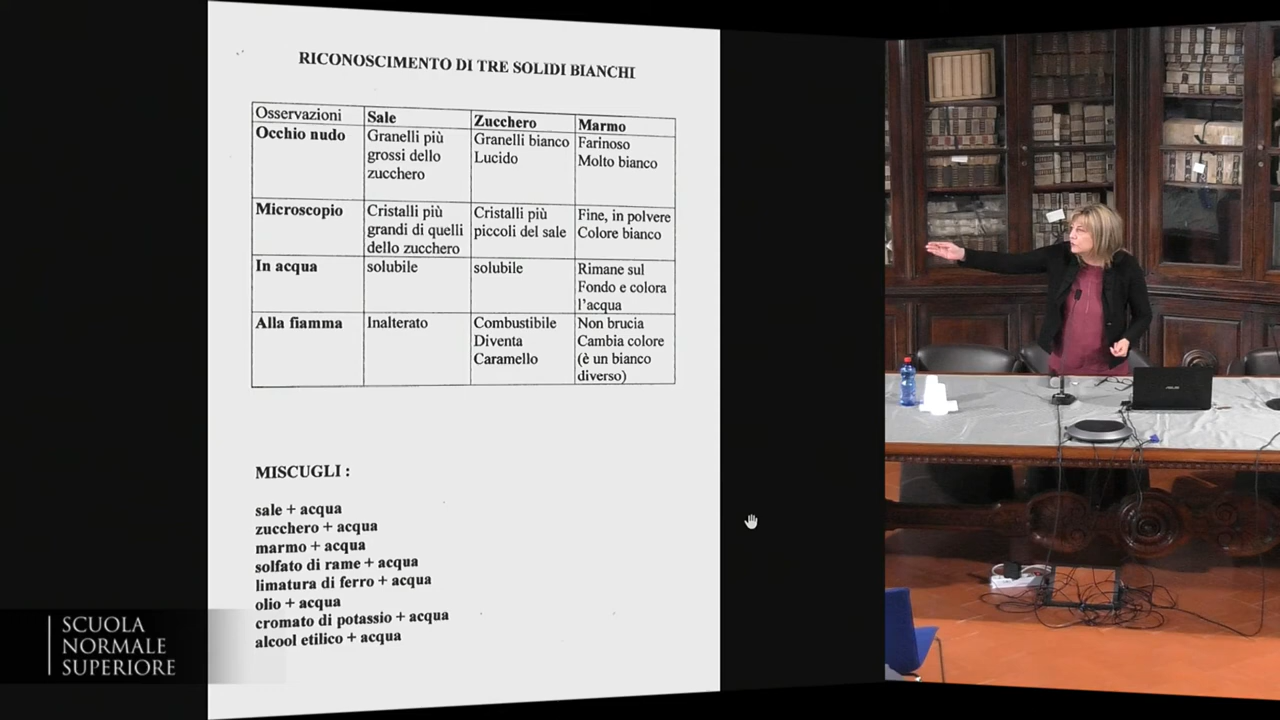 RICONOSCIMENTO DI TRE SOLIDI BIANCHI
Osservazioni Sale Zucchero Marmo
Occhio nudo Granelli più Granelli bianco Farinoso
grossi dello Lucido Molto bianco
zucchero
Microscopio Cristalli più Cristalli più Fine, in polvere
grandi di quelli piccoli del sale Colore bianco
dello zucchero
In acqua solubile solubile Rimane sul
Fondo e colora
l'acqua
Alla fiamma Inalterato Combustibile Non brucia
Diventa Cambia colore
Caramello (è un bianco
diverso)
MISCUGLI :
sale + acqua
zucchero + acqua
marmo + acqua
solfato di rame + acqua
limatura di ferro + acqua
olio + acqua
cromato di potassio + acqua
alcool etilico + acqua
SCUOLA
NORMALE
SUPERIORE
ASUS